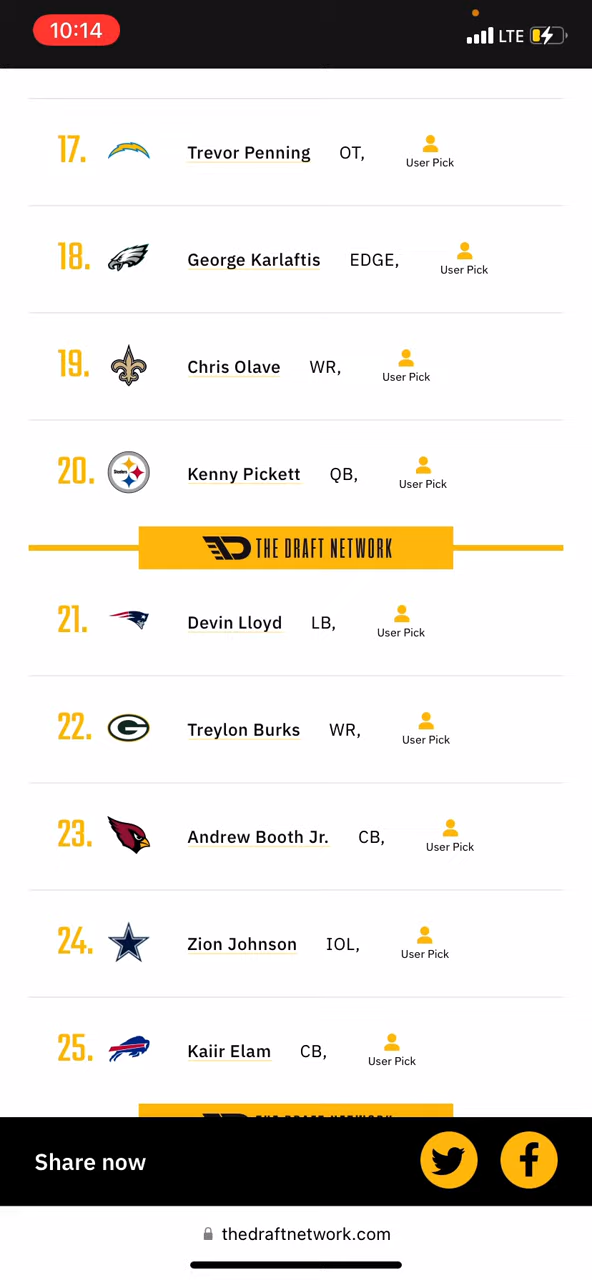 10:14
LTE
17.
Trevor Penning OT,
User Pick
18.
George Karlaftis EDGE,
User Pick
19.
Chris Olave WR,
User Pick
20.
Steelers
Kenny Pickett QB,
User Pick
THE DRAFT NETWORK
21.
Devin Lloyd LB,
User Pick
22.
G
Treylon Burks WR,
User Pick
23.
Andrew Booth Jr. CB,
User Pick
24.
Zion Johnson IOL,
User Pick
25.
Kaiir Elam CB,
User Pick
THE DRAFT NETWORK
Share now
thedraftnetwork.com